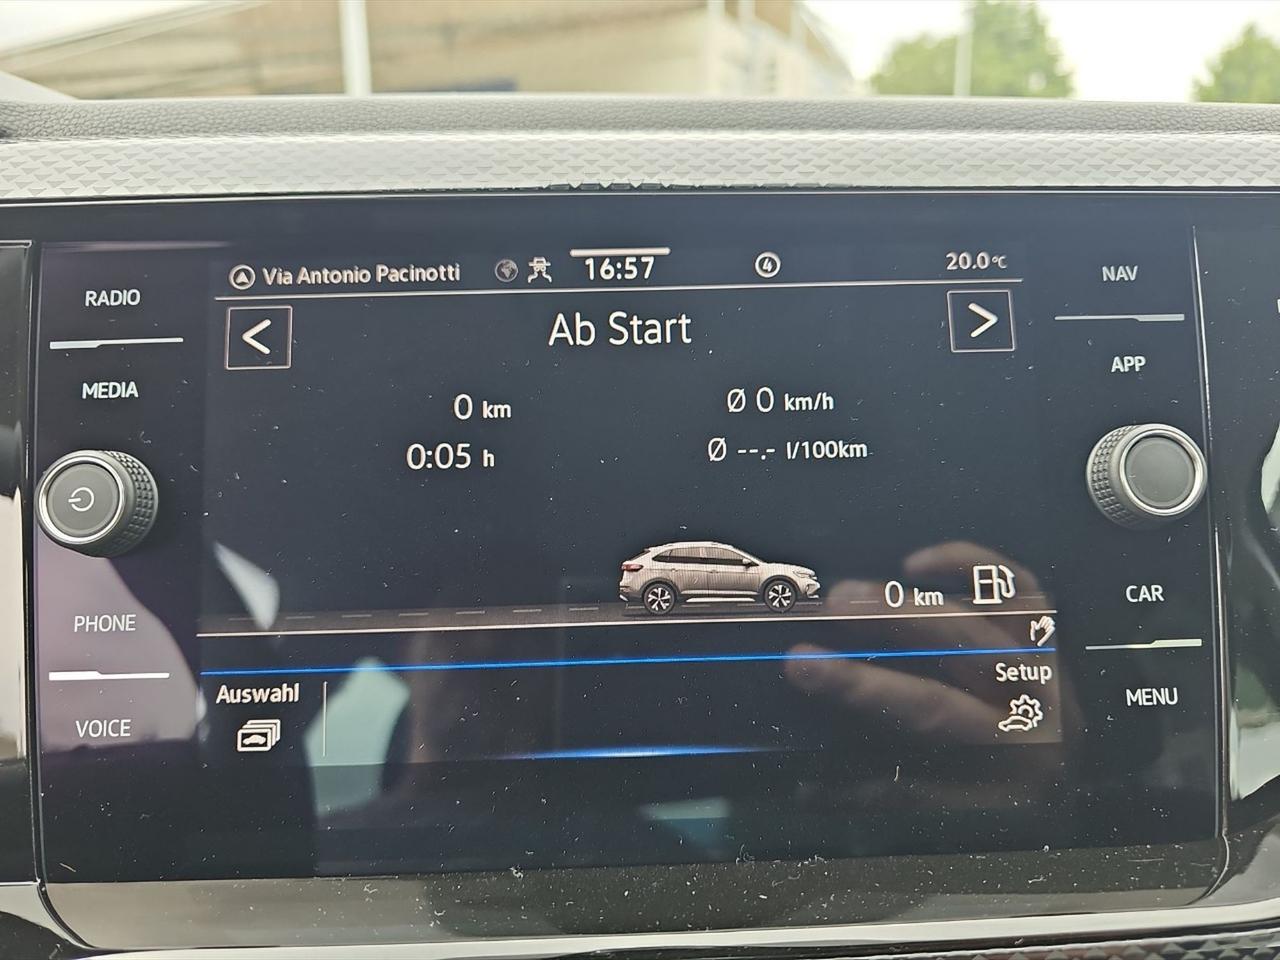 Via Antonio Pacinotti 16:57 4 20.0°C
RADIO
MEDIA
PHONE
VOICE
Ab Start
0 km
Ø 0 km/h
0:05 h
Ø --.- l/100km
0 km
Auswahl
Setup
NAV
APP
CAR
MENU